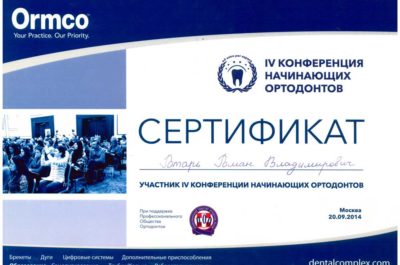 Ormco
Your Practice. Our Priority.
IV КОНФЕРЕНЦИЯ
НАЧИНАЮЩИХ
ОРТОДОНТОВ
СЕРТИФИКАТ
Роман Владимирович
УЧАСТНИК IV КОНФЕРЕНЦИИ НАЧИНАЮЩИХ ОРТОДОНТОВ
При поддержке
Профессионального
Общества
Ортодонтов
Москва
20.09.2014
Брекеты Дуги Цифровые системы Дополнительные приспособления
dentalcomplex.com